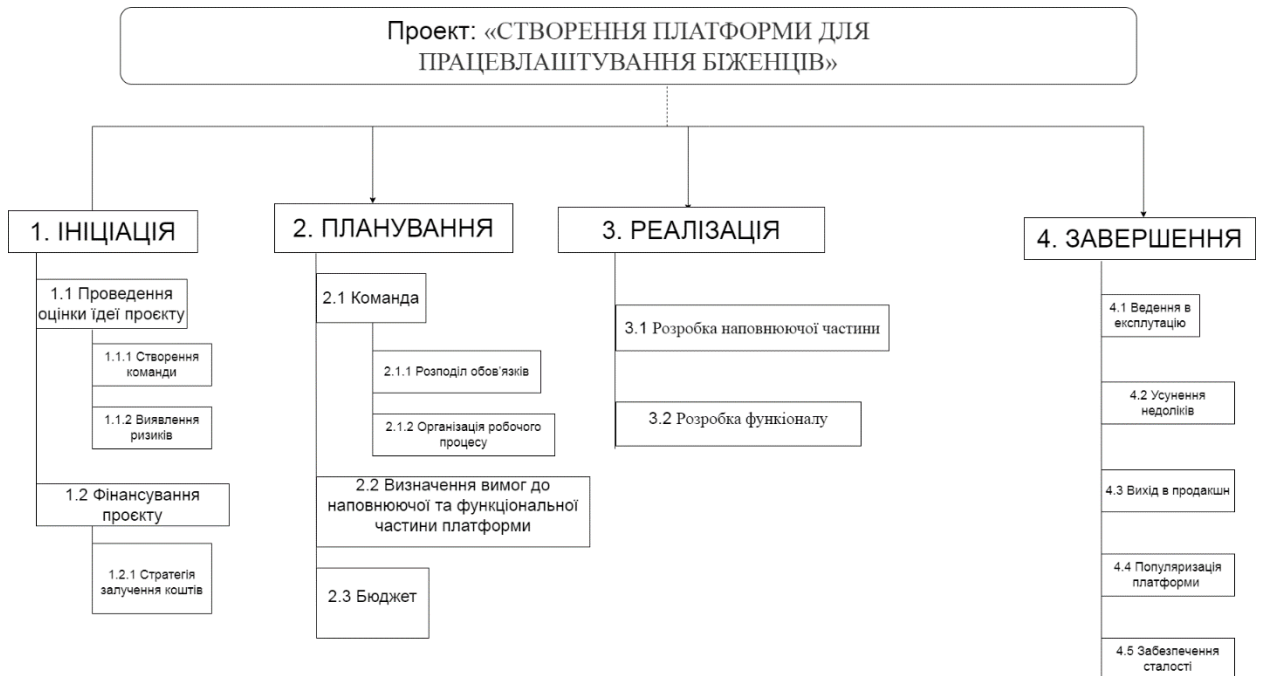 Проект: «СТВОРЕННЯ ПЛАТФОРМИ ДЛЯ
ПРАЦЕВЛАШТУВАННЯ БІЖЕНЦІВ»
1. ІНІЦІАЦІЯ
1.1 Проведення
оцінки їдеї проєкту
1.1.1 Створення
команди
1.1.2 Виявлення
ризиків
1.2 Фінансування
проєкту
1.2.1 Стратегія
залучення коштів
2. ПЛАНУВАННЯ
2.1 Команда
2.1.1 Розподіл обов'язків
2.1.2 Організація робочого
процесу
2.2 Визначення вимог до
наповнюючої та функціональної
частини платформи
2.3 Бюджет
3. РЕАЛІЗАЦІЯ
3.1 Розробка наповнюючої частини
3.2 Розробка функіоналу
4. ЗАВЕРШЕННЯ
4.1 Ведення в
експлутацію
4.2 Усунення
недоліків
4.3 Вихід в продакшн
4.4 Популяризація
платформи
4.5 Забезпечення
сталості